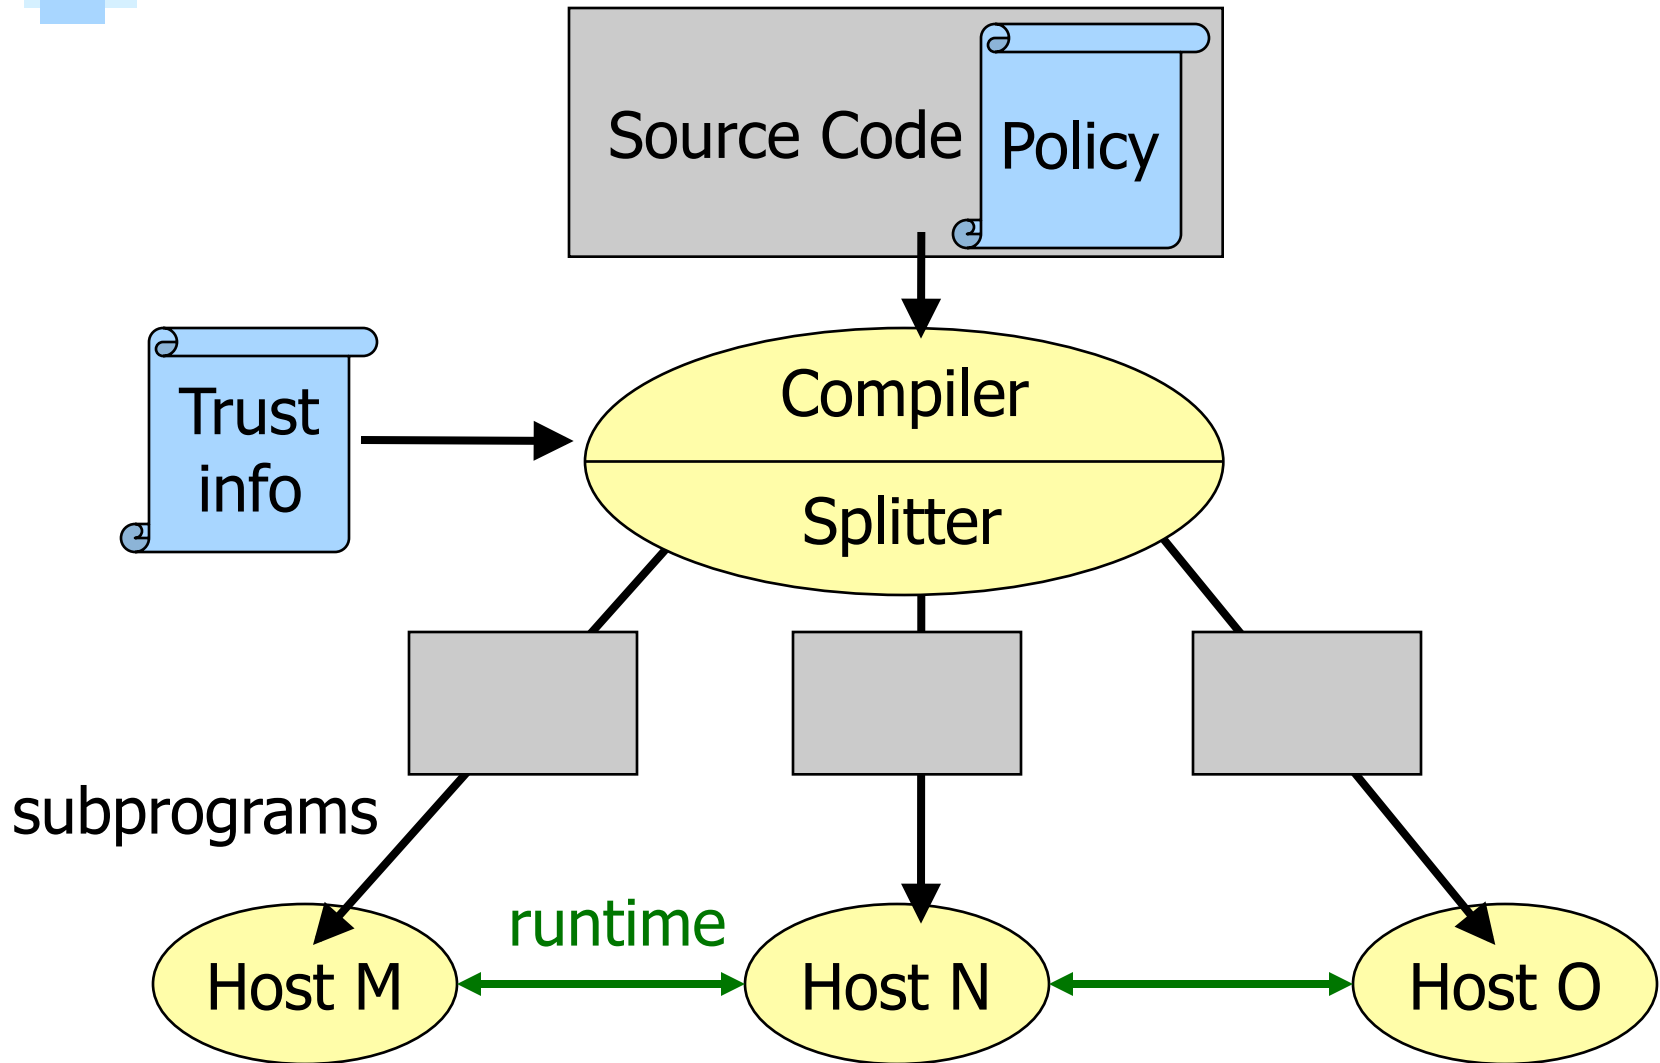 Source Code
Policy
Compiler
Trust
info
Splitter
subprograms
runtime
Host M
Host N
Host O